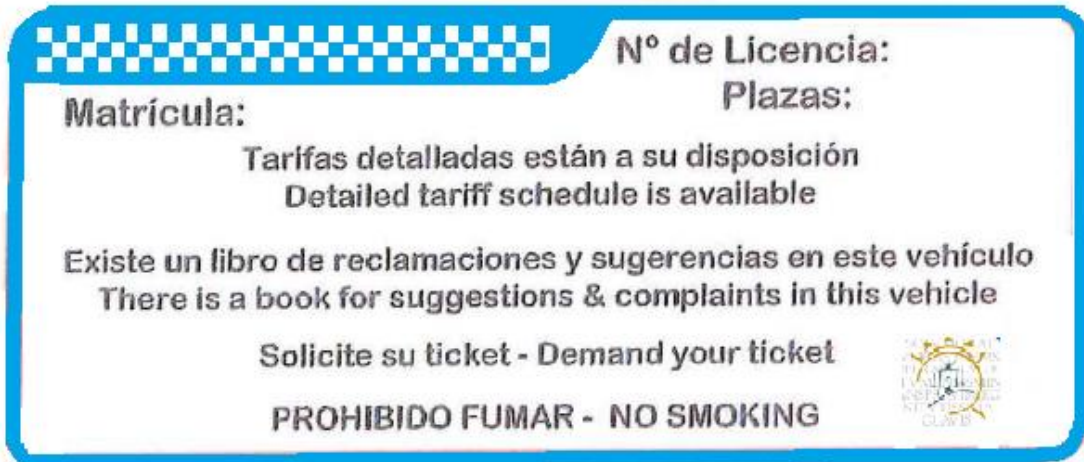 Nº de Licencia:
Plazas:
Matrícula:
Tarifas detalladas están a su disposición
Detailed tariff schedule is available
Existe un libro de reclamaciones y sugerencias en este vehículo
There is a book for suggestions & complaints in this vehicle
Solicite su ticket - Demand your ticket
PROHIBIDO FUMAR - NO SMOKING